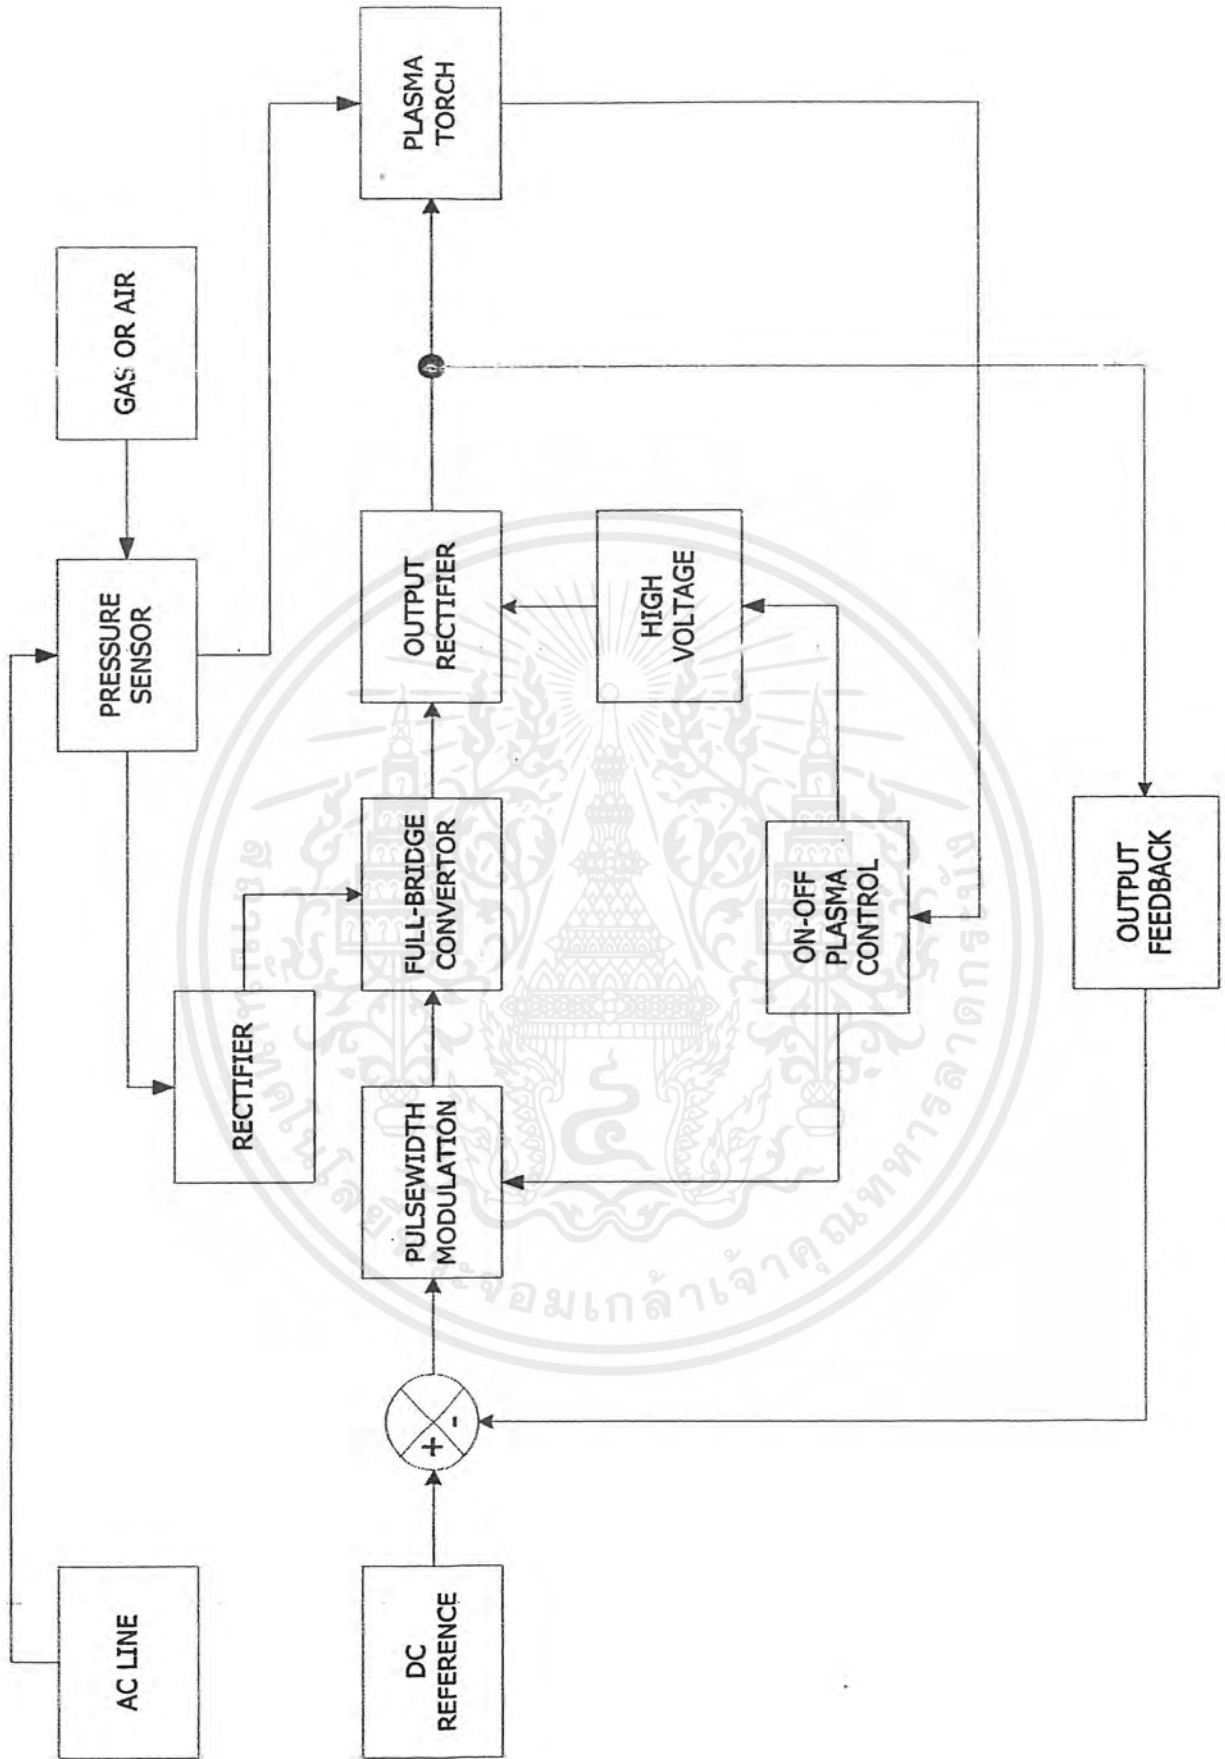 AC LINE
PRESSURE
SENSOR
GAS OR AIR
RECTIFIER
DC
REFERENCE
+
-
PULSEWIDTH
MODULATION
FULL-BRIDGE
CONVERTOR
OUTPUT
RECTIFIER
PLASMA
TORCH
HIGH
VOLTAGE
ON-OFF
PLASMA
CONTROL
OUTPUT
FEEDBACK